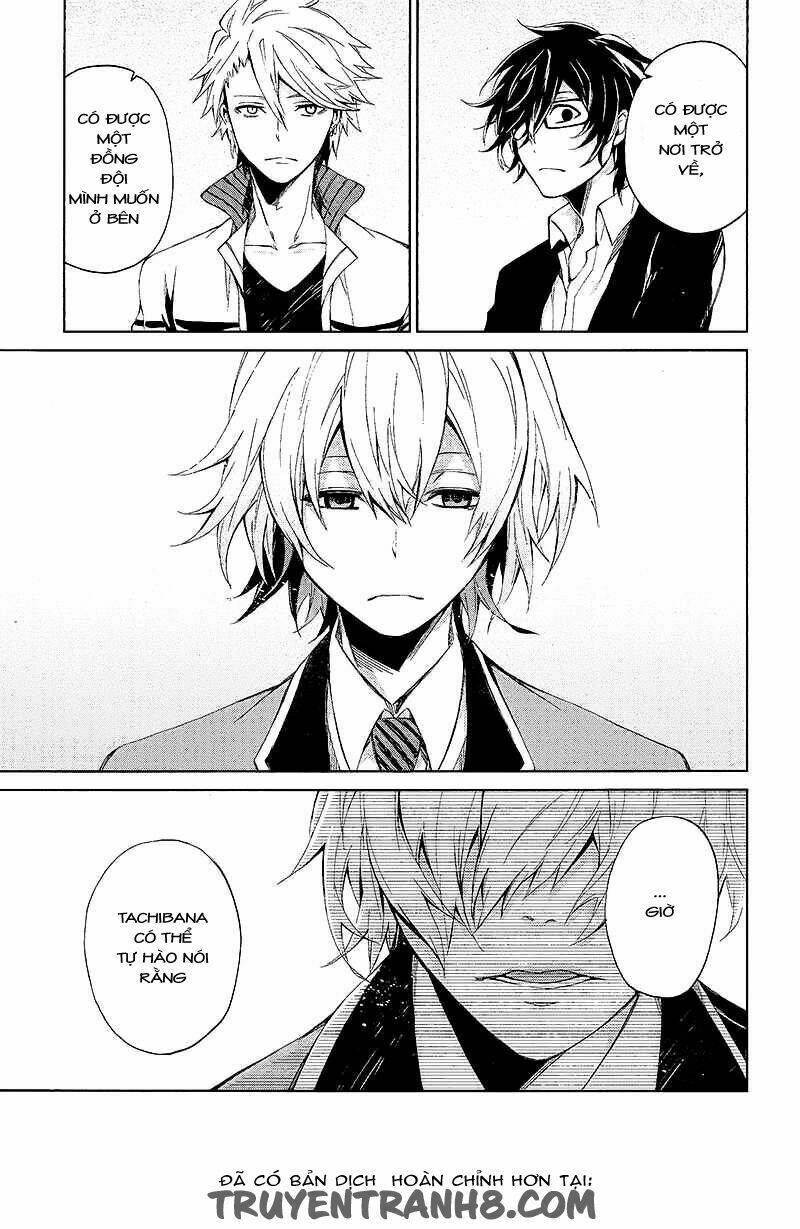 CÓ ĐƯỢC
MỘT
NƠI TRỞ
VỀ,
CÓ ĐƯỢC
MỘT
ĐỒNG
ĐỘI
MÌNH MUỐN
Ở BÊN
...
GIỜ
TACHIBANA
CÓ THỂ
TỰ HÀO NÓI
RẰNG
ĐÃ CÓ BẢN DỊCH HOÀN CHỈNH HƠN TẠI:
TRUYENTRANH8.COM